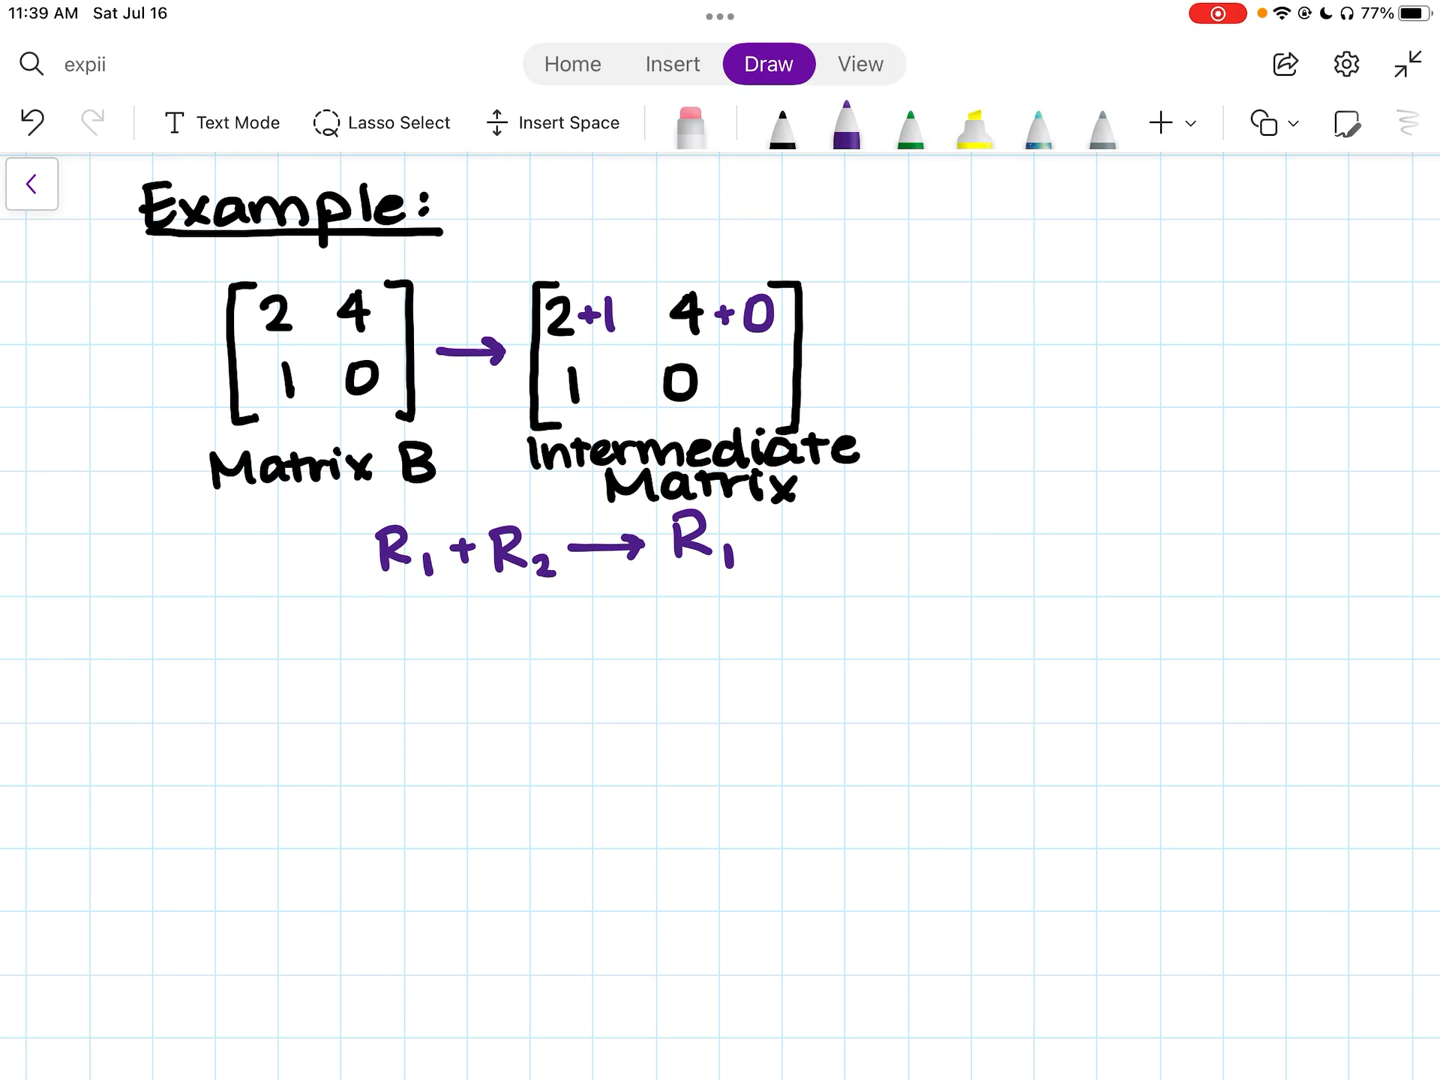 11:39 AM Sat Jul 16 77%
expii Home Insert Draw View
Text Mode Lasso Select Insert Space
Example:
2 4 → 2+1 4+0
1 0 1 0
Matrix B Intermediate
Matrix
R₁ + R₂ → R₁